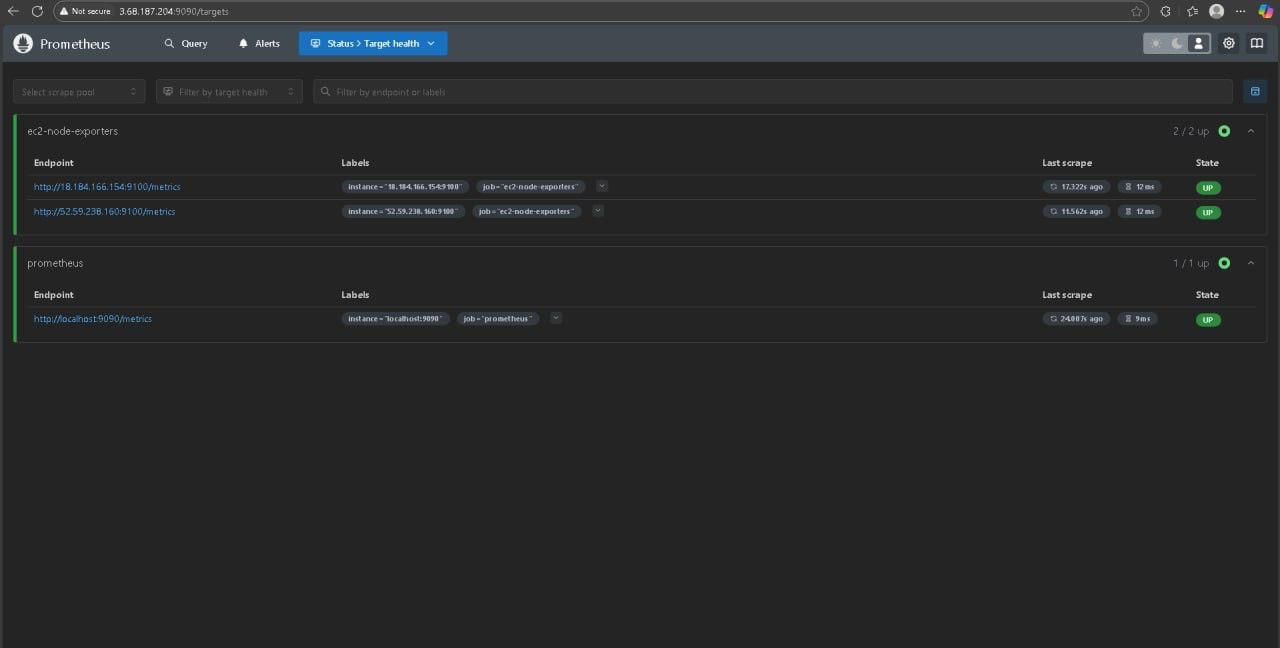 Not secure 3.68.187.204:9090/targets
Prometheus Query Alerts Status > Target health
Select scrape pool Filter by target health Filter by endpoint or labels
ec2-node-exporters 2 / 2 up
Endpoint Labels Last scrape State
http://18.184.166.154:9100/metrics instance="18.184.166.154:9100" job="ec2-node-exporters" 17.322s ago 12ms UP
http://52.59.238.160:9100/metrics instance="52.59.238.160:9100" job="ec2-node-exporters" 11.562s ago 12ms UP
prometheus 1 / 1 up
Endpoint Labels Last scrape State
http://localhost:9090/metrics instance="localhost:9090" job="prometheus" 24.007s ago 9ms UP